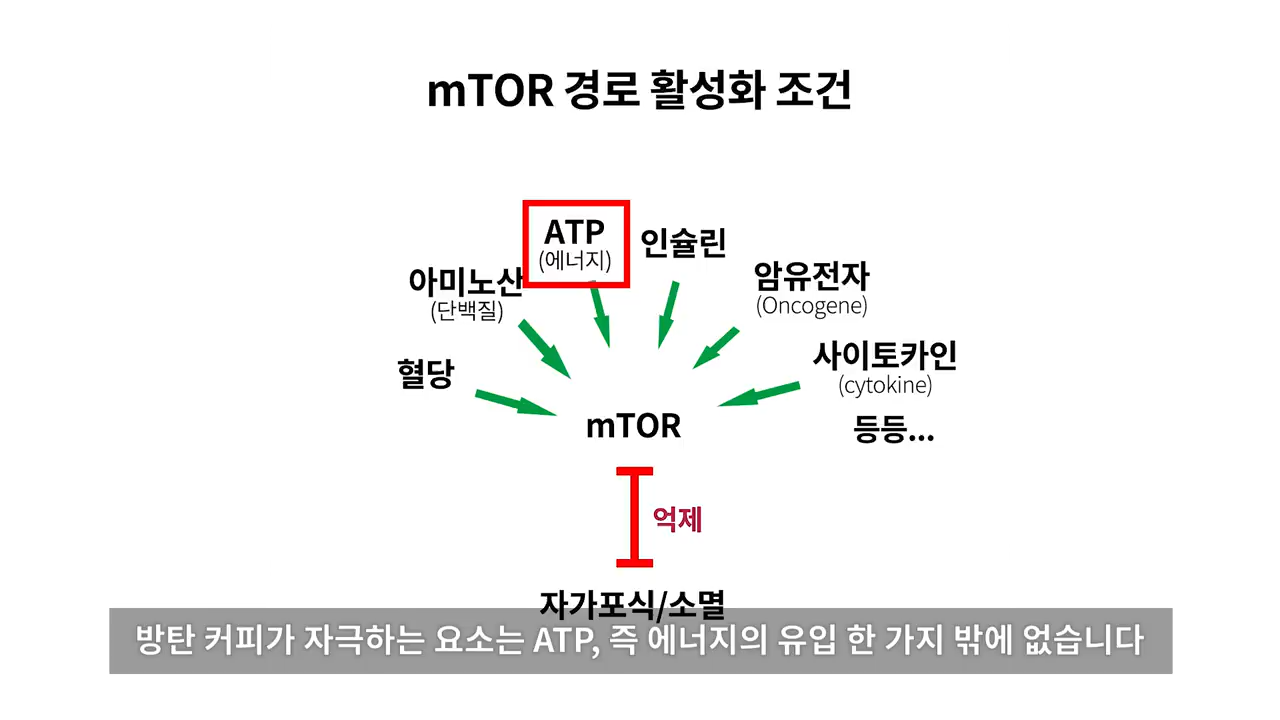 mTOR 경로 활성화 조건
ATP
(에너지)
인슐린
아미노산
(단백질)
암유전자
(Oncogene)
혈당
사이토카인
(cytokine)
등등...
mTOR
억제
자가포식/소멸
방탄 커피가 자극하는 요소는 ATP, 즉 에너지의 유입 한 가지 밖에 없습니다